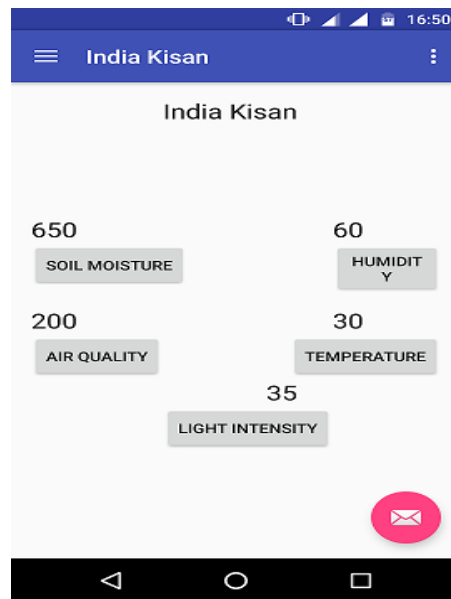 16:50
India Kisan
India Kisan
650 60
SOIL MOISTURE HUMIDIT
Y
200 30
AIR QUALITY TEMPERATURE
35
LIGHT INTENSITY